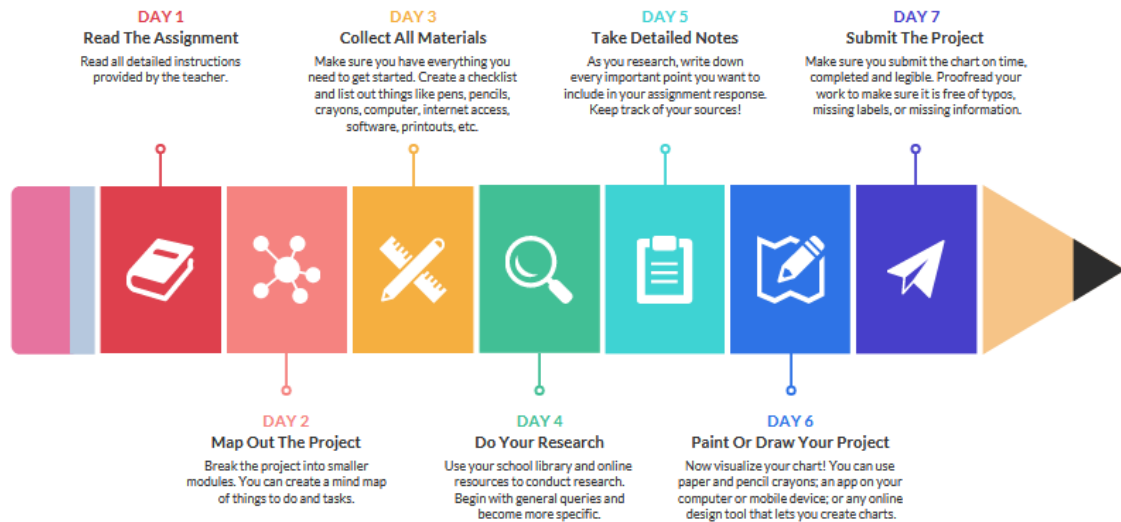 DAY 1
Read The Assignment
Read all detailed instructions
provided by the teacher.
DAY 2
Map Out The Project
Break the project into smaller
modules. You can create a mind map
of things to do and tasks.
DAY 3
Collect All Materials
Make sure you have everything you
need to get started. Create a checklist
and list out things like pens, pencils,
crayons, computer, internet access,
software, printouts, etc.
DAY 4
Do Your Research
Use your school library and online
resources to conduct research.
Begin with general queries and
become more specific.
DAY 5
Take Detailed Notes
As you research, write down
every important point you want to
include in your assignment response.
Keep track of your sources!
DAY 6
Paint Or Draw Your Project
Now visualize your chart! You can use
paper and pencil crayons; an app on your
computer or mobile device; or any online
design tool that lets you create charts.
DAY 7
Submit The Project
Make sure you submit the chart on time,
completed and legible. Proofread your
work to make sure it is free of typos,
missing labels, or missing information.